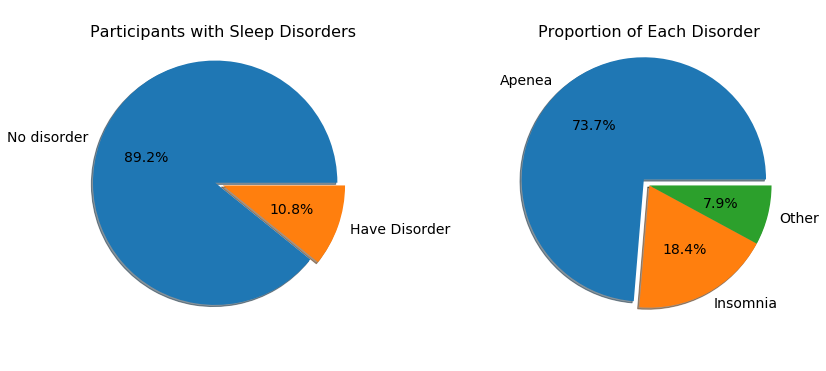 Participants with Sleep Disorders
No disorder
89.2%
10.8%
Have Disorder
Proportion of Each Disorder
Apenea
73.7%
7.9%
Other
18.4%
Insomnia